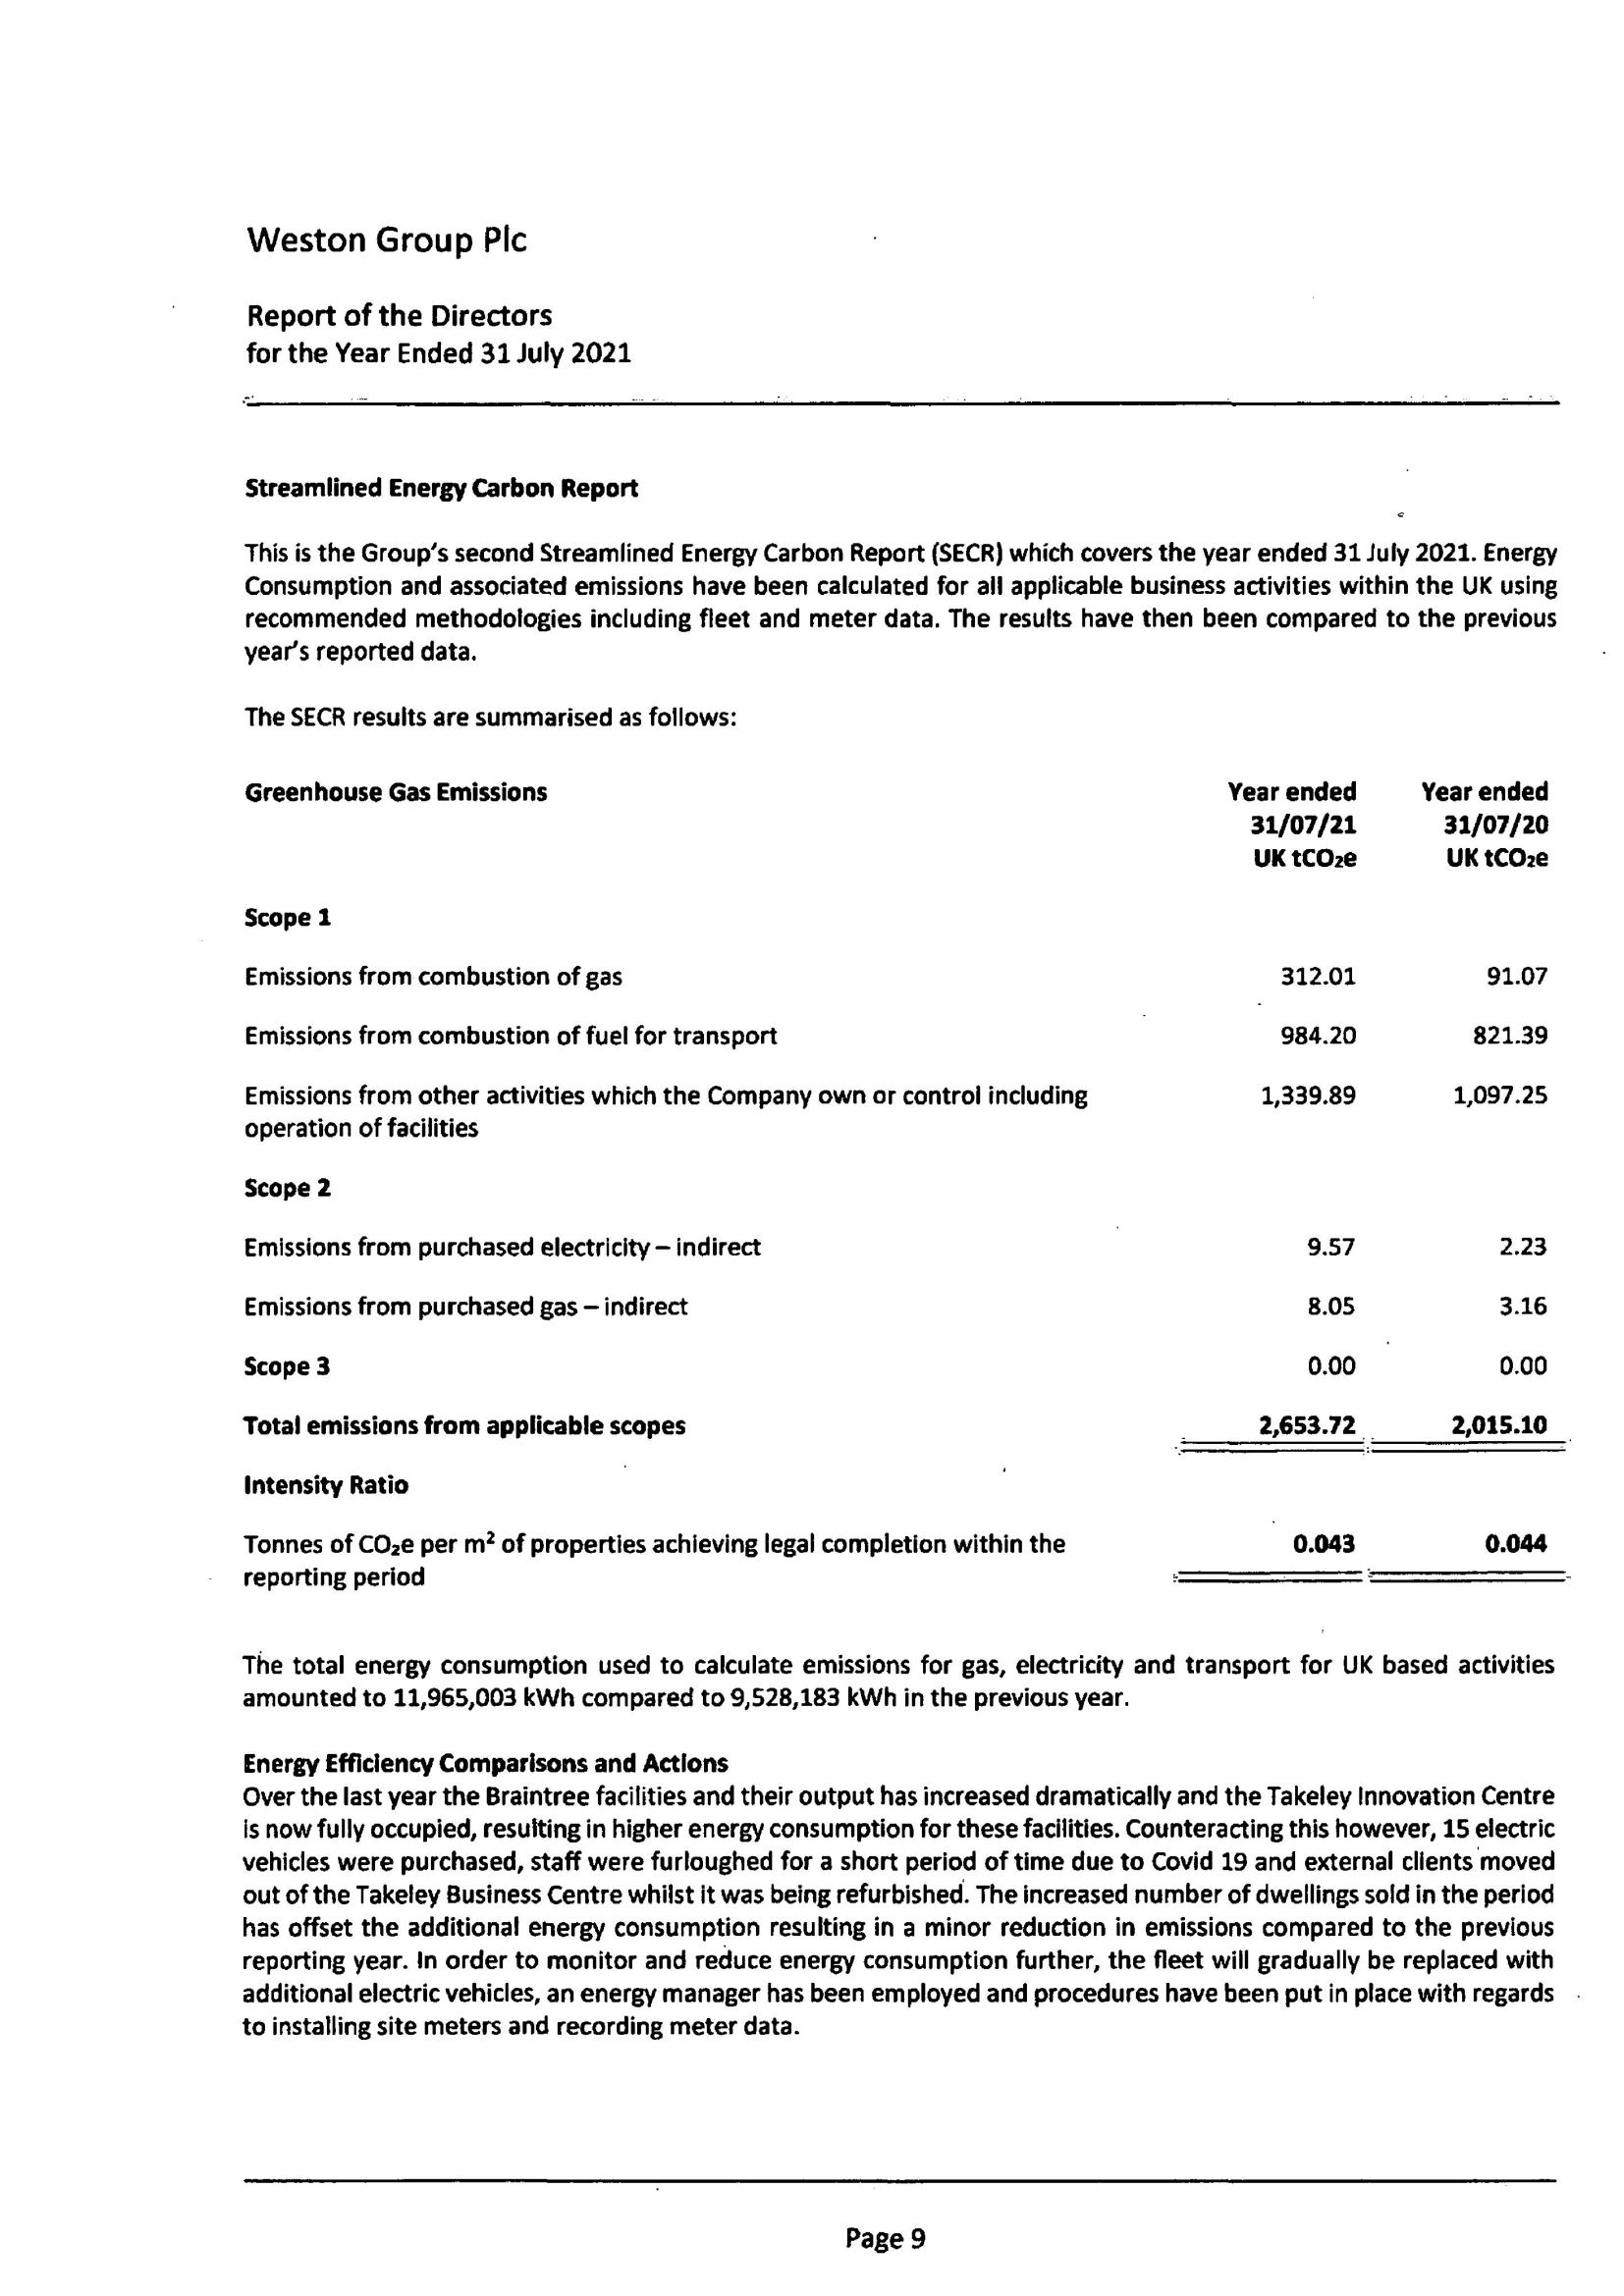 Weston Group Plc
Report of the Directors
for the Year Ended 31 July 2021
Streamlined Energy Carbon Report
This is the Group's second Streamlined Energy Carbon Report (SECR) which covers the year ended 31 July 2021. Energy
Consumption and associated emissions have been calculated for all applicable business activities within the UK using
recommended methodologies including fleet and meter data. The results have then been compared to the previous
year's reported data.
The SECR results are summarised as follows:
Greenhouse Gas Emissions Year ended Year ended
31/07/21 31/07/20
UK tCO₂e UK tCO₂e
Scope 1
Emissions from combustion of gas 312.01 91.07
Emissions from combustion of fuel for transport 984.20 821.39
Emissions from other activities which the Company own or control including 1,339.89 1,097.25
operation of facilities
Scope 2
Emissions from purchased electricity – indirect 9.57 2.23
Emissions from purchased gas – indirect 8.05 3.16
Scope 3 0.00 0.00
Total emissions from applicable scopes 2,653.72 2,015.10
Intensity Ratio
Tonnes of CO₂e per m² of properties achieving legal completion within the 0.043 0.044
reporting period
The total energy consumption used to calculate emissions for gas, electricity and transport for UK based activities
amounted to 11,965,003 kWh compared to 9,528,183 kWh in the previous year.
Energy Efficiency Comparisons and Actions
Over the last year the Braintree facilities and their output has increased dramatically and the Takeley Innovation Centre
is now fully occupied, resulting in higher energy consumption for these facilities. Counteracting this however, 15 electric
vehicles were purchased, staff were furloughed for a short period of time due to Covid 19 and external clients moved
out of the Takeley Business Centre whilst it was being refurbished. The increased number of dwellings sold in the period
has offset the additional energy consumption resulting in a minor reduction in emissions compared to the previous
reporting year. In order to monitor and reduce energy consumption further, the fleet will gradually be replaced with
additional electric vehicles, an energy manager has been employed and procedures have been put in place with regards
to installing site meters and recording meter data.
Page 9